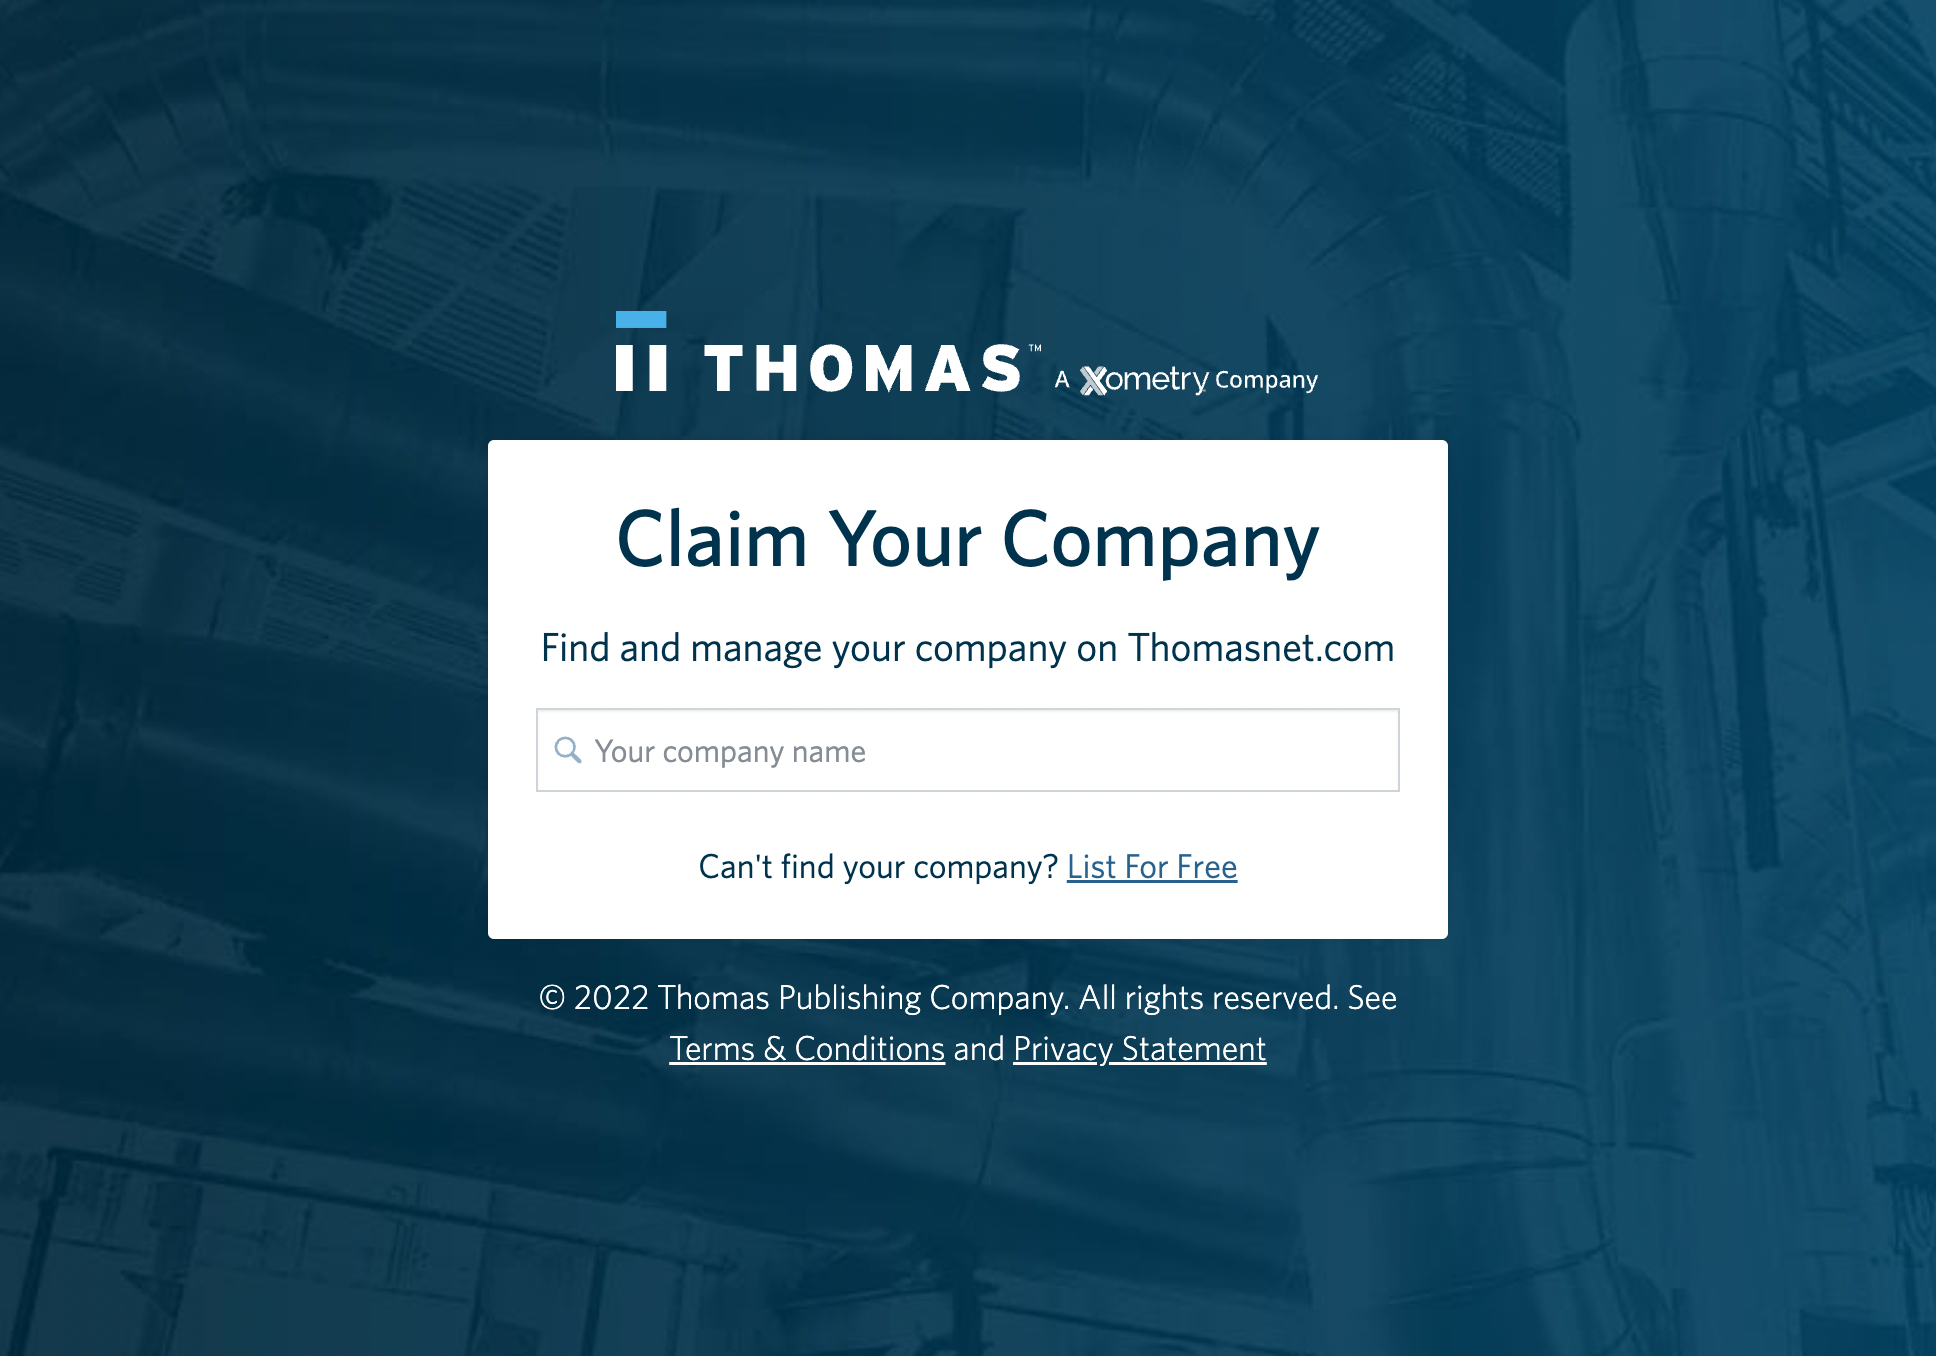 THOMAS™ A Xometry Company
Claim Your Company
Find and manage your company on Thomasnet.com
Your company name
Can't find your company? List For Free
© 2022 Thomas Publishing Company. All rights reserved. See
Terms & Conditions and Privacy Statement